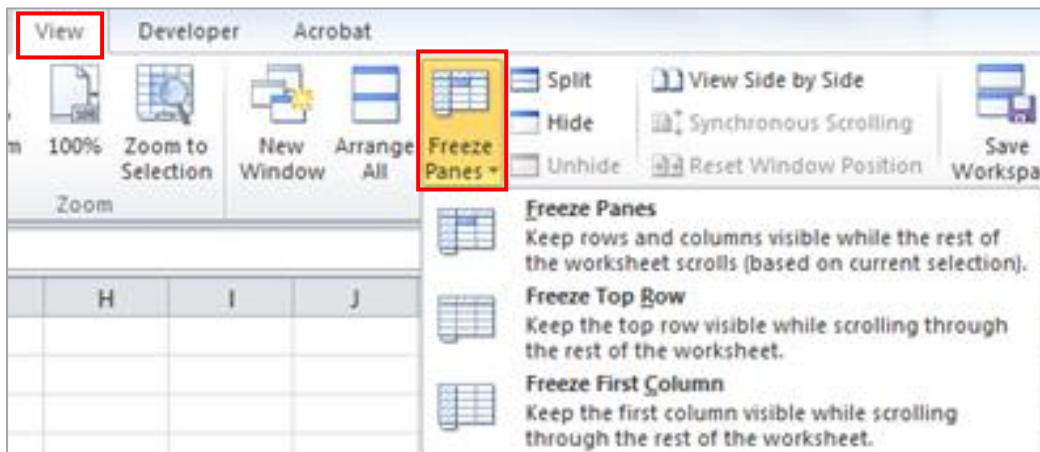 View Developer Acrobat
100% Zoom to Selection New Window Arrange All Freeze Panes Split Hide Unhide View Side by Side Synchronous Scrolling Reset Window Position Save
Zoom
Freeze Panes
Keep rows and columns visible while the rest of
the worksheet scrolls (based on current selection).
Freeze Top Row
Keep the top row visible while scrolling through
the rest of the worksheet.
Freeze First Column
Keep the first column visible while scrolling
through the rest of the worksheet.
H I J